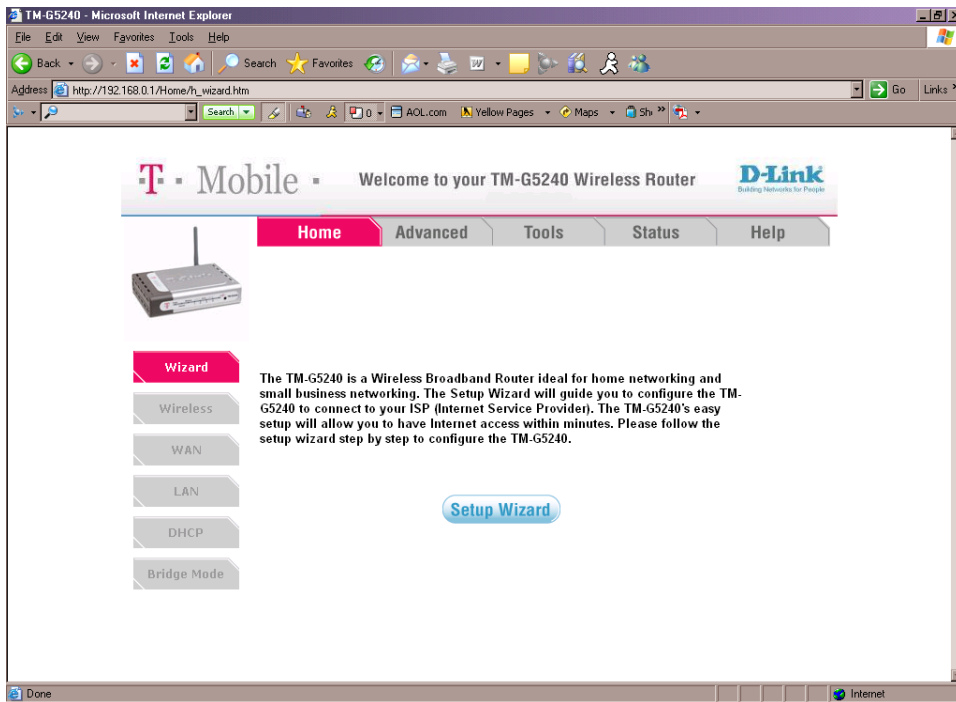 TM-G5240 - Microsoft Internet Explorer
File Edit View Favorites Tools Help
Back Search Favorites
Address http://192.168.0.1/Home/h_wizard.htm Go Links »
Search 0 AOL.com Yellow Pages Maps Sh »
T · Mobile · Welcome to your TM-G5240 Wireless Router D-Link
Building Networks for People
Home Advanced Tools Status Help
Wizard
Wireless
WAN
LAN
DHCP
Bridge Mode
The TM-G5240 is a Wireless Broadband Router ideal for home networking and
small business networking. The Setup Wizard will guide you to configure the TM-
G5240 to connect to your ISP (Internet Service Provider). The TM-G5240's easy
setup will allow you to have Internet access within minutes. Please follow the
setup wizard step by step to configure the TM-G5240.
Setup Wizard
Done Internet